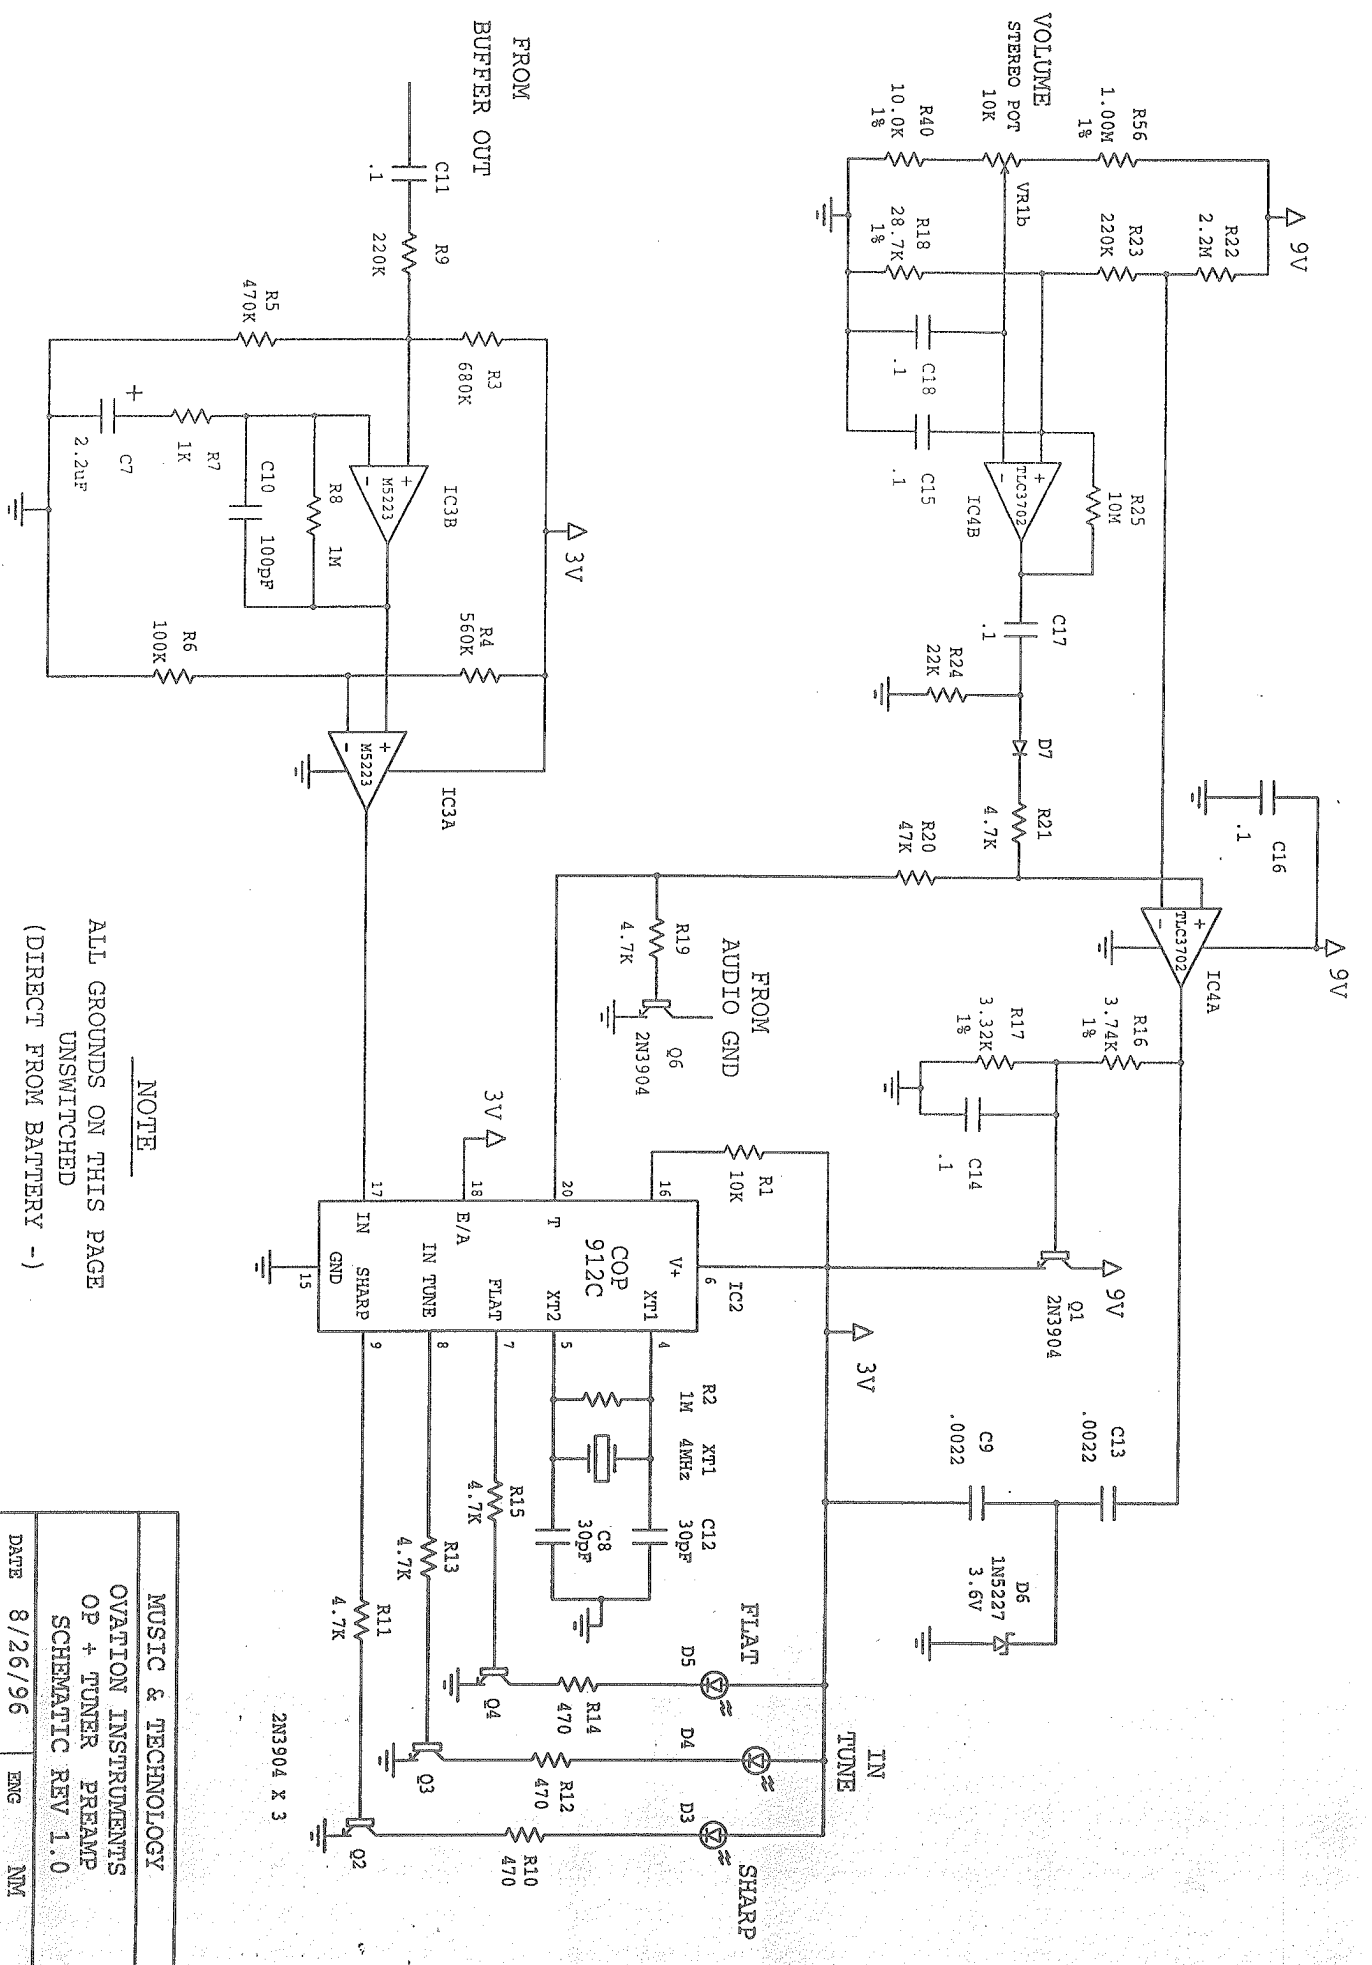 VOLUME
STEREO POT
10K
VR1b
R56
1.00M
1%
R40
10.0K
1%
9V
R22
2.2M
R23
220K
R18
28.7K
1%
C18
.1
C15
.1
R25
10M
+
-
TLC3702
IC4B
C17
.1
R24
22K
D7
R21
4.7K
R20
47K
C16
.1
9V
+
-
TLC3702
IC4A
R16
3.74K
1%
R17
3.32K
1%
C14
.1
9V
Q1
2N3904
3V
C13
.0022
C9
.0022
D6
1N5227
3.6V
FROM
AUDIO GND
R19
4.7K
Q6
2N3904
R1
10K
3V
FROM
BUFFER OUT
C11
.1
R9
220K
R5
470K
R3
680K
+
C7
2.2uF
R7
1K
C10
100pF
R8
1M
+
-
M5223
IC3B
3V
R4
560K
R6
100K
+
-
M5223
IC3A
16
20
18
17
V+
6
IC2
COP
912C
T
E/A
IN
XT1
XT2
FLAT
IN TUNE
SHARP
GND
15
4
5
7
8
9
R2
1M
XT1
4MHz
C12
30pF
C8
30pF
R15
4.7K
R13
4.7K
R11
4.7K
FLAT
D5
R14
470
Q4
IN
TUNE
D4
R12
470
Q3
SHARP
D3
R10
470
Q2
2N3904 X 3
NOTE
ALL GROUNDS ON THIS PAGE
UNSWITCHED
(DIRECT FROM BATTERY -)
MUSIC & TECHNOLOGY
OVATION INSTRUMENTS
OP + TUNER PREAMP
SCHEMATIC REV 1.0
DATE 8/26/96 ENG NM